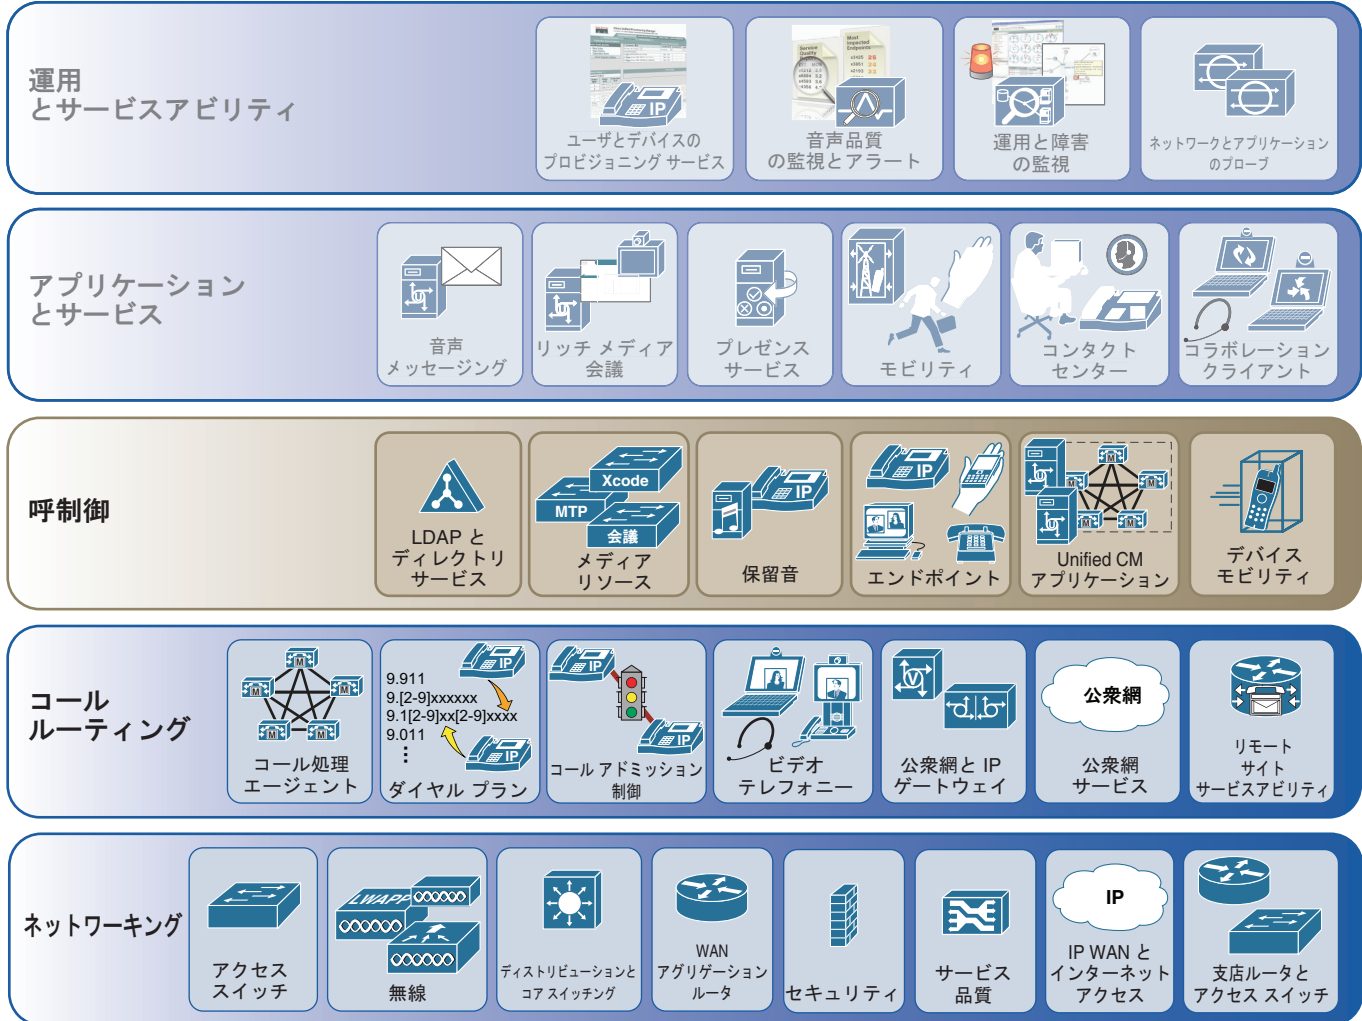 運用
とサービスアビリティ
Service
Quality
Most
Impacted
Endpoints
IP
ユーザとデバイスの
プロビジョニング サービス
音声品質
の監視とアラート
運用と障害
の監視
ネットワークとアプリケーション
のプローブ
アプリケーション
とサービス
音声
メッセージング
リッチ メディア
会議
プレゼンス
サービス
モビリティ
コンタクト
センター
コラボレーション
クライアント
呼制御
LDAP と
ディレクトリ
サービス
Xcode
MTP
会議
メディア
リソース
IP
保留音
IP
エンドポイント
M
M
M
M
M
Unified CM
アプリケーション
デバイス
モビリティ
コール
ルーティング
M
M
M
M
M
コール処理
エージェント
9.911
9.[2-9]xxxxxx
9.1[2-9]xx[2-9]xxxx
9.011
⋮
IP
IP
ダイヤル プラン
IP
IP
コール アドミッション
制御
ビデオ
テレフォニー
V
公衆網と IP
ゲートウェイ
公衆網
公衆網
サービス
リモート
サイト
サービスアビリティ
ネットワーキング
アクセス
スイッチ
LWAPP
無線
ディストリビューションと
コア スイッチング
WAN
アグリゲーション
ルータ
セキュリティ
サービス
品質
IP
IP WAN と
インターネット
アクセス
支店ルータと
アクセス スイッチ